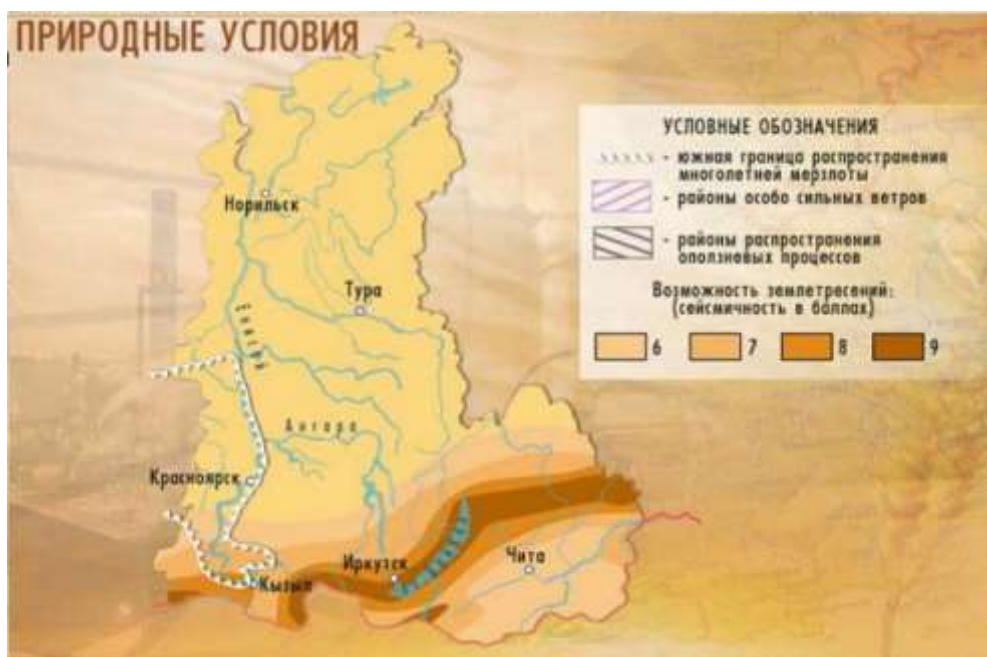 ПРИРОДНЫЕ УСЛОВИЯ
УСЛОВНЫЕ ОБОЗНАЧЕНИЯ
- южная граница распространения
многолетней мерзлоты
- районы особо сильных ветров
- районы распространения
оползневых процессов
Возможность землетресений:
(сейсмичность в баллах)
6 7 8 9
Норильск
Тура
Енисей
Ангара
Красноярск
Иркутск
Чита
Кызыл